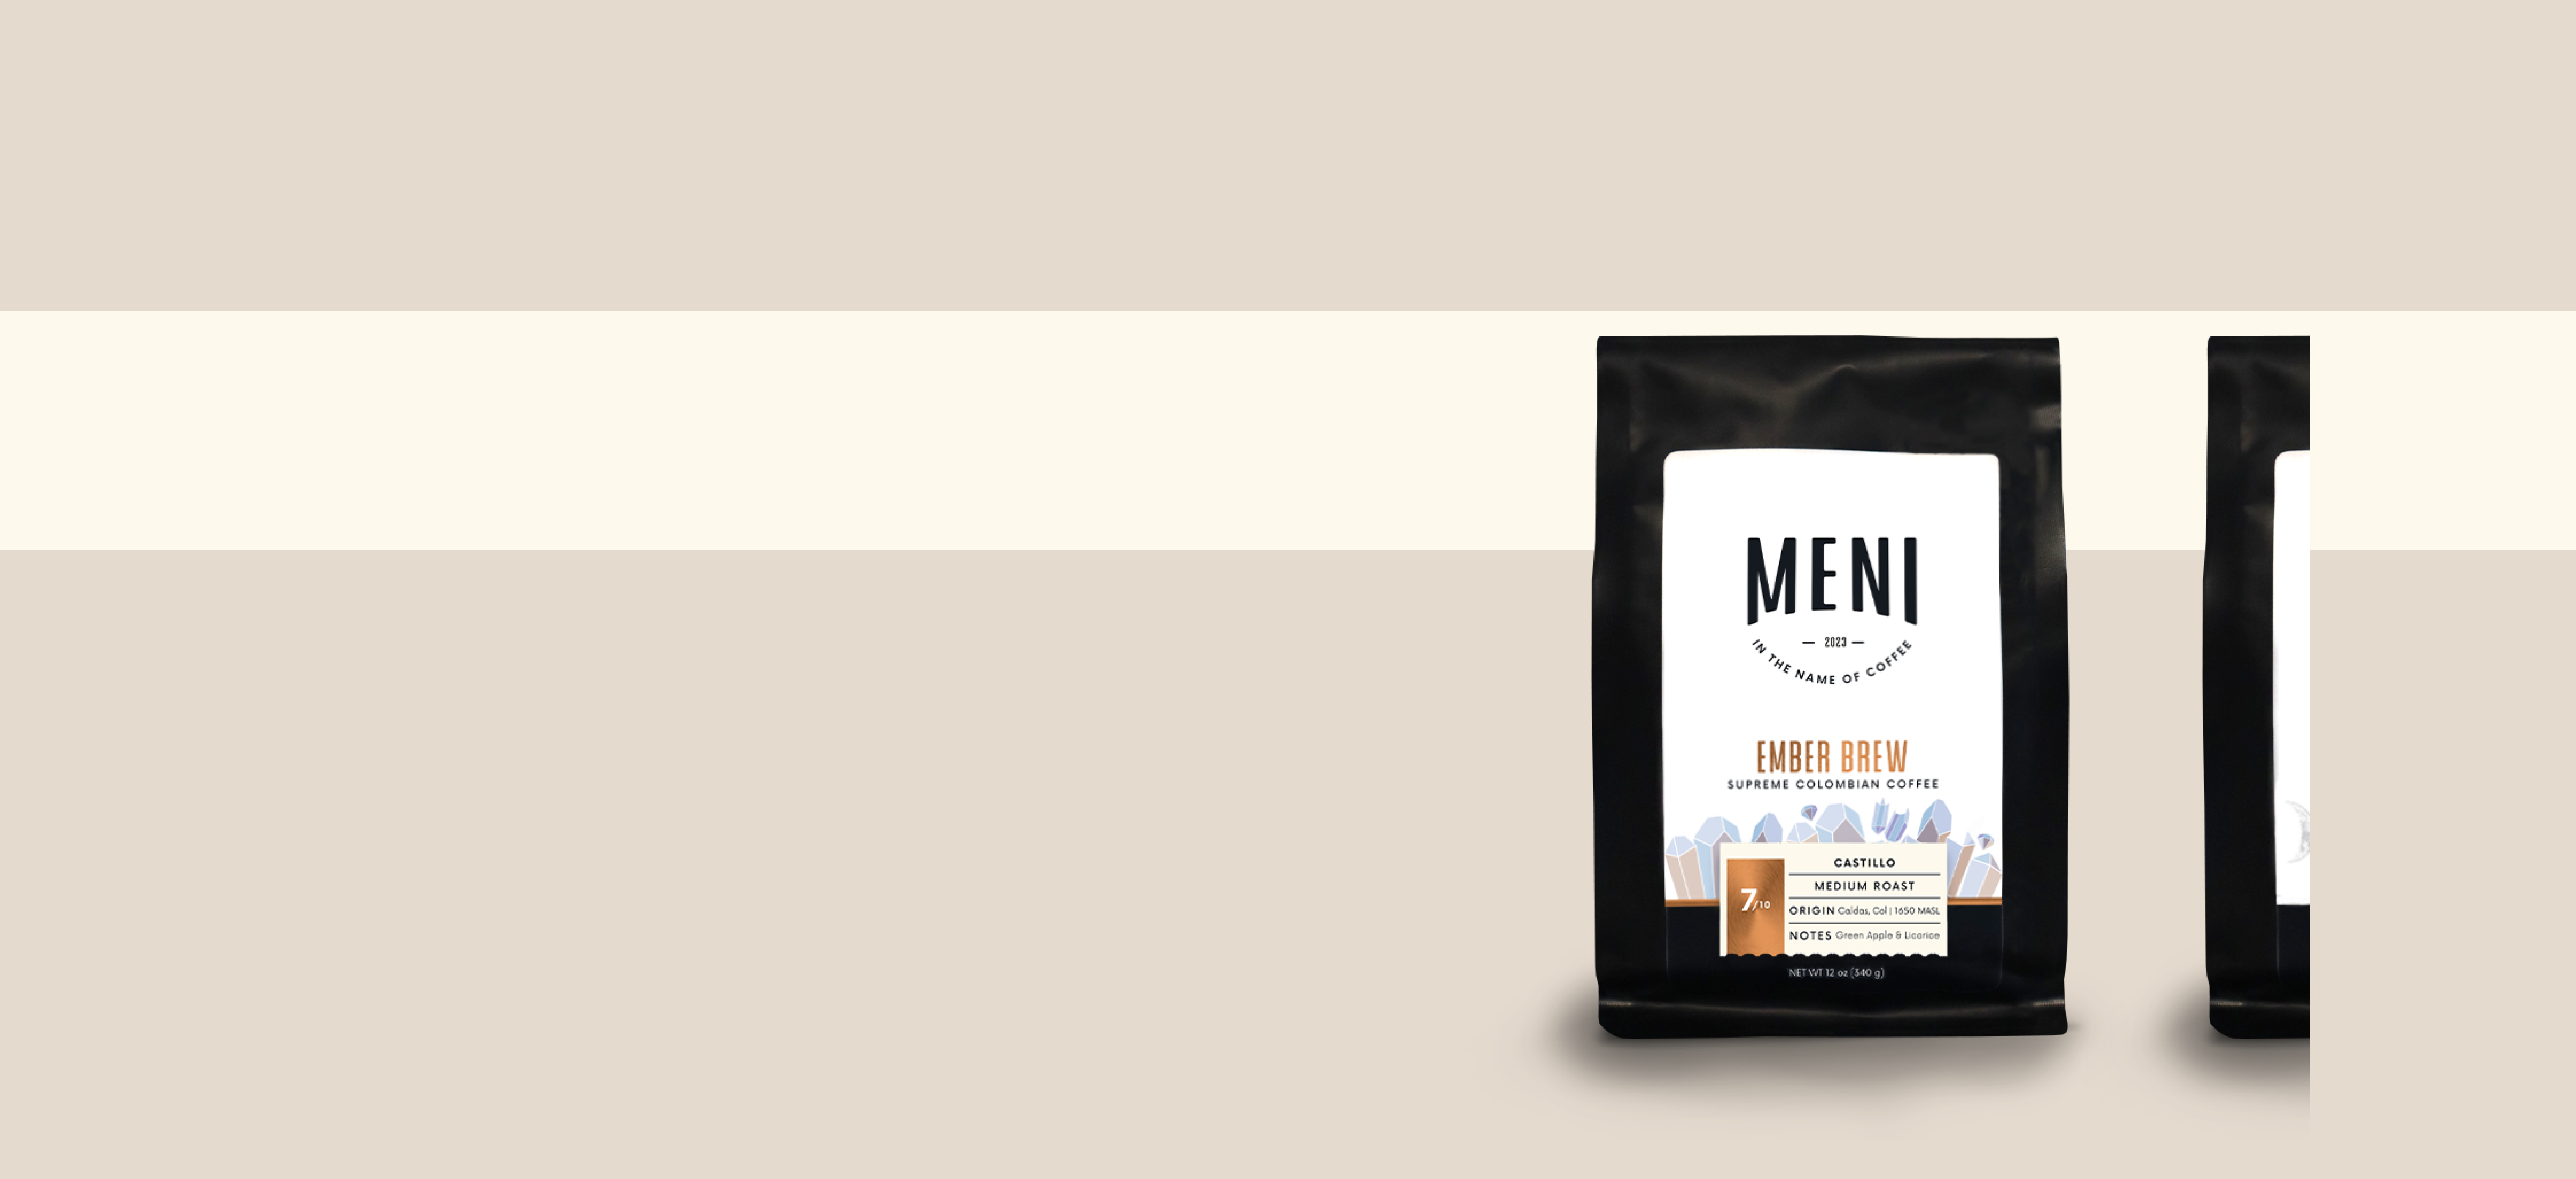 MENI
— 2023 —
IN THE NAME OF COFFEE
EMBER BREW
SUPREME COLOMBIAN COFFEE
7/10
CASTILLO
MEDIUM ROAST
ORIGIN Caldas, Col | 1650 MASL
NOTES Green Apple & Licorice
NET WT 12 oz (340 g)